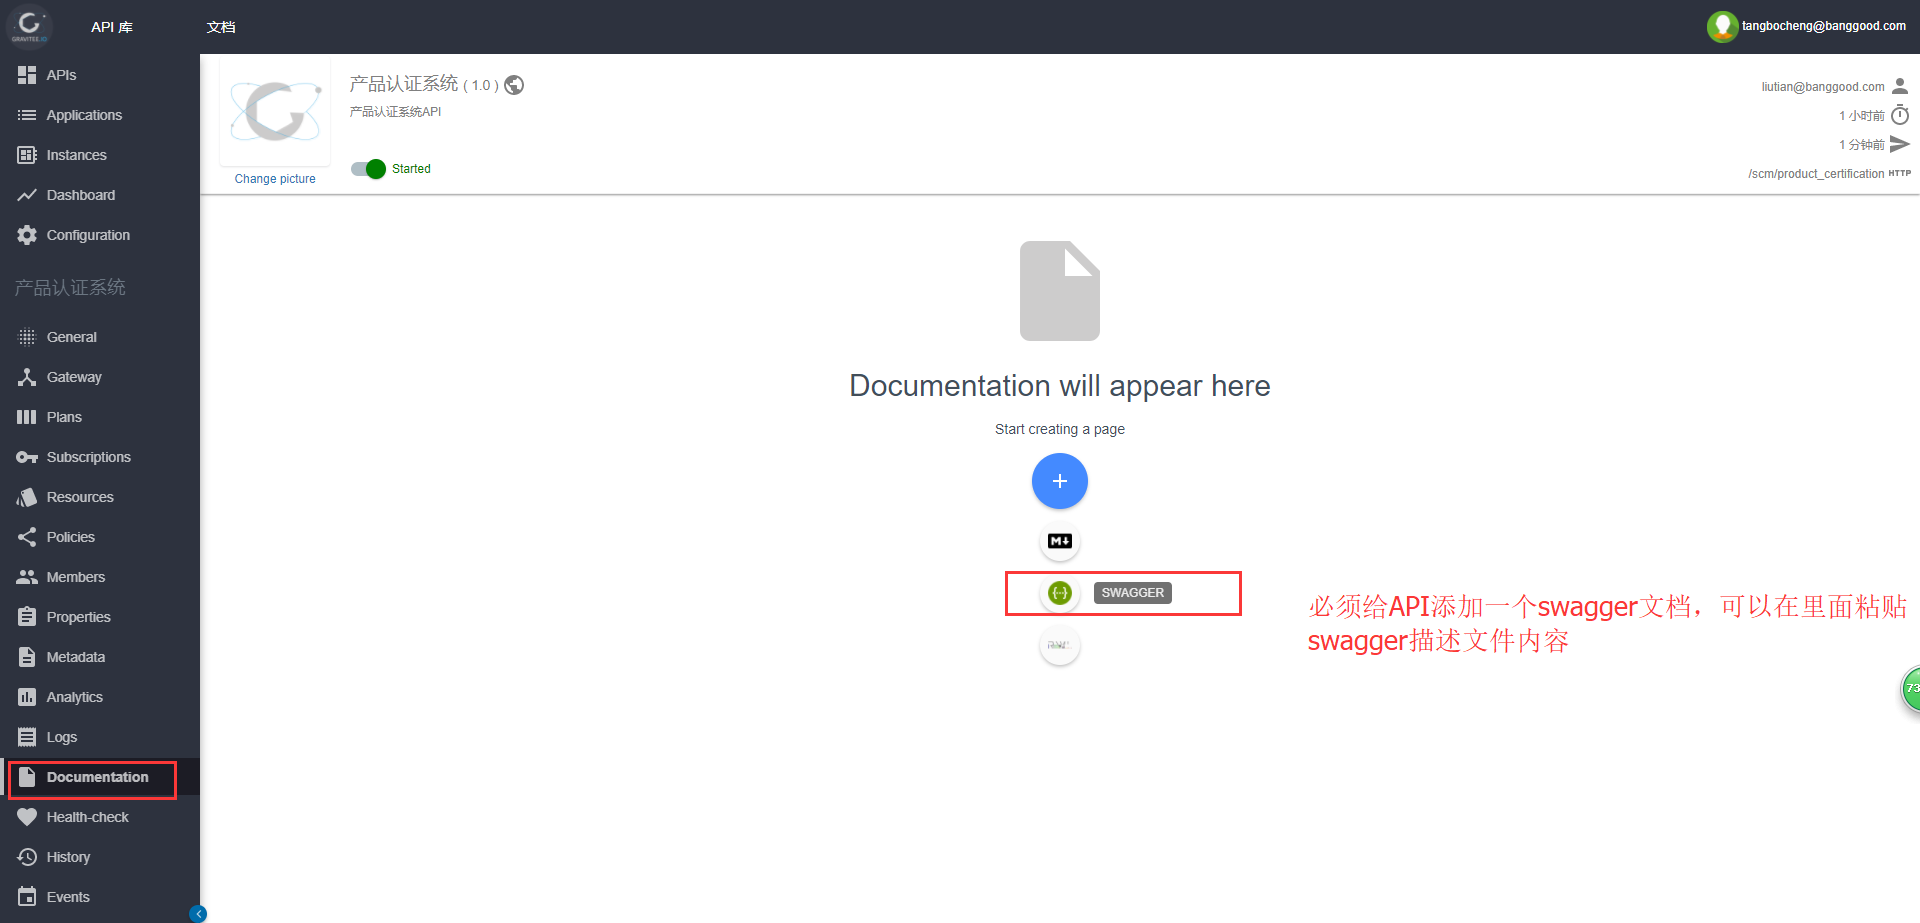 GRAVITEE.IO
API 库
文档
tangbocheng@banggood.com
APIs
Applications
Instances
Dashboard
Configuration
产品认证系统
General
Gateway
Plans
Subscriptions
Resources
Policies
Members
Properties
Metadata
Analytics
Logs
Documentation
Health-check
History
Events
产品认证系统 ( 1.0 )
产品认证系统API
Started
Change picture
liutian@banggood.com
1 小时前
1 分钟前
/scm/product_certification HTTP
Documentation will appear here
Start creating a page
+
M
{···} SWAGGER
必须给API添加一个swagger文档，可以在里面粘贴
swagger描述文件内容
73